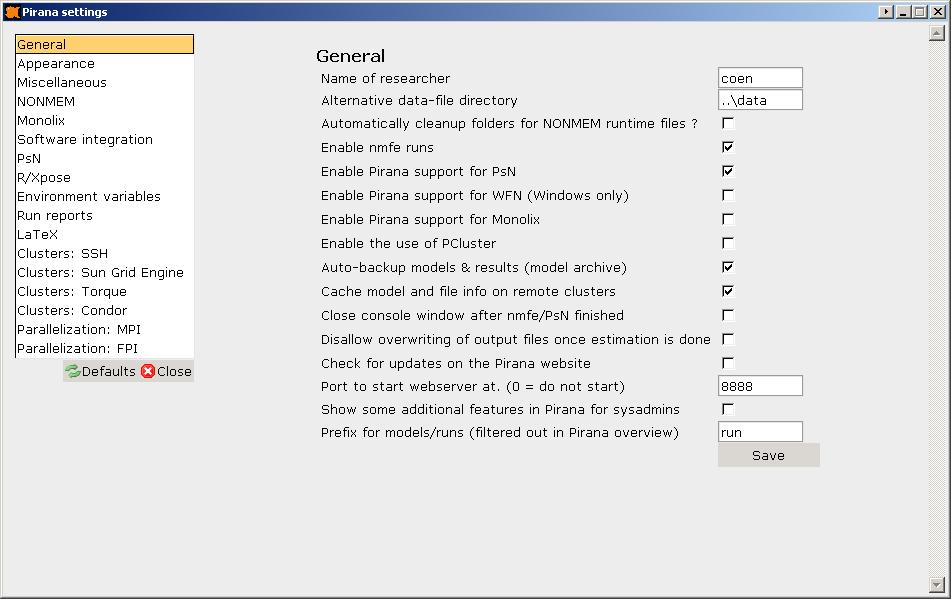 Pirana settings
General
Appearance
Miscellaneous
NONMEM
Monolix
Software integration
PsN
R/Xpose
Environment variables
Run reports
LaTeX
Clusters: SSH
Clusters: Sun Grid Engine
Clusters: Torque
Clusters: Condor
Parallelization: MPI
Parallelization: FPI
Defaults Close
General
Name of researcher coen
Alternative data-file directory ..\data
Automatically cleanup folders for NONMEM runtime files ?
Enable nmfe runs
Enable Pirana support for PsN
Enable Pirana support for WFN (Windows only)
Enable Pirana support for Monolix
Enable the use of PCluster
Auto-backup models & results (model archive)
Cache model and file info on remote clusters
Close console window after nmfe/PsN finished
Disallow overwriting of output files once estimation is done
Check for updates on the Pirana website
Port to start webserver at. (0 = do not start) 8888
Show some additional features in Pirana for sysadmins
Prefix for models/runs (filtered out in Pirana overview) run
Save